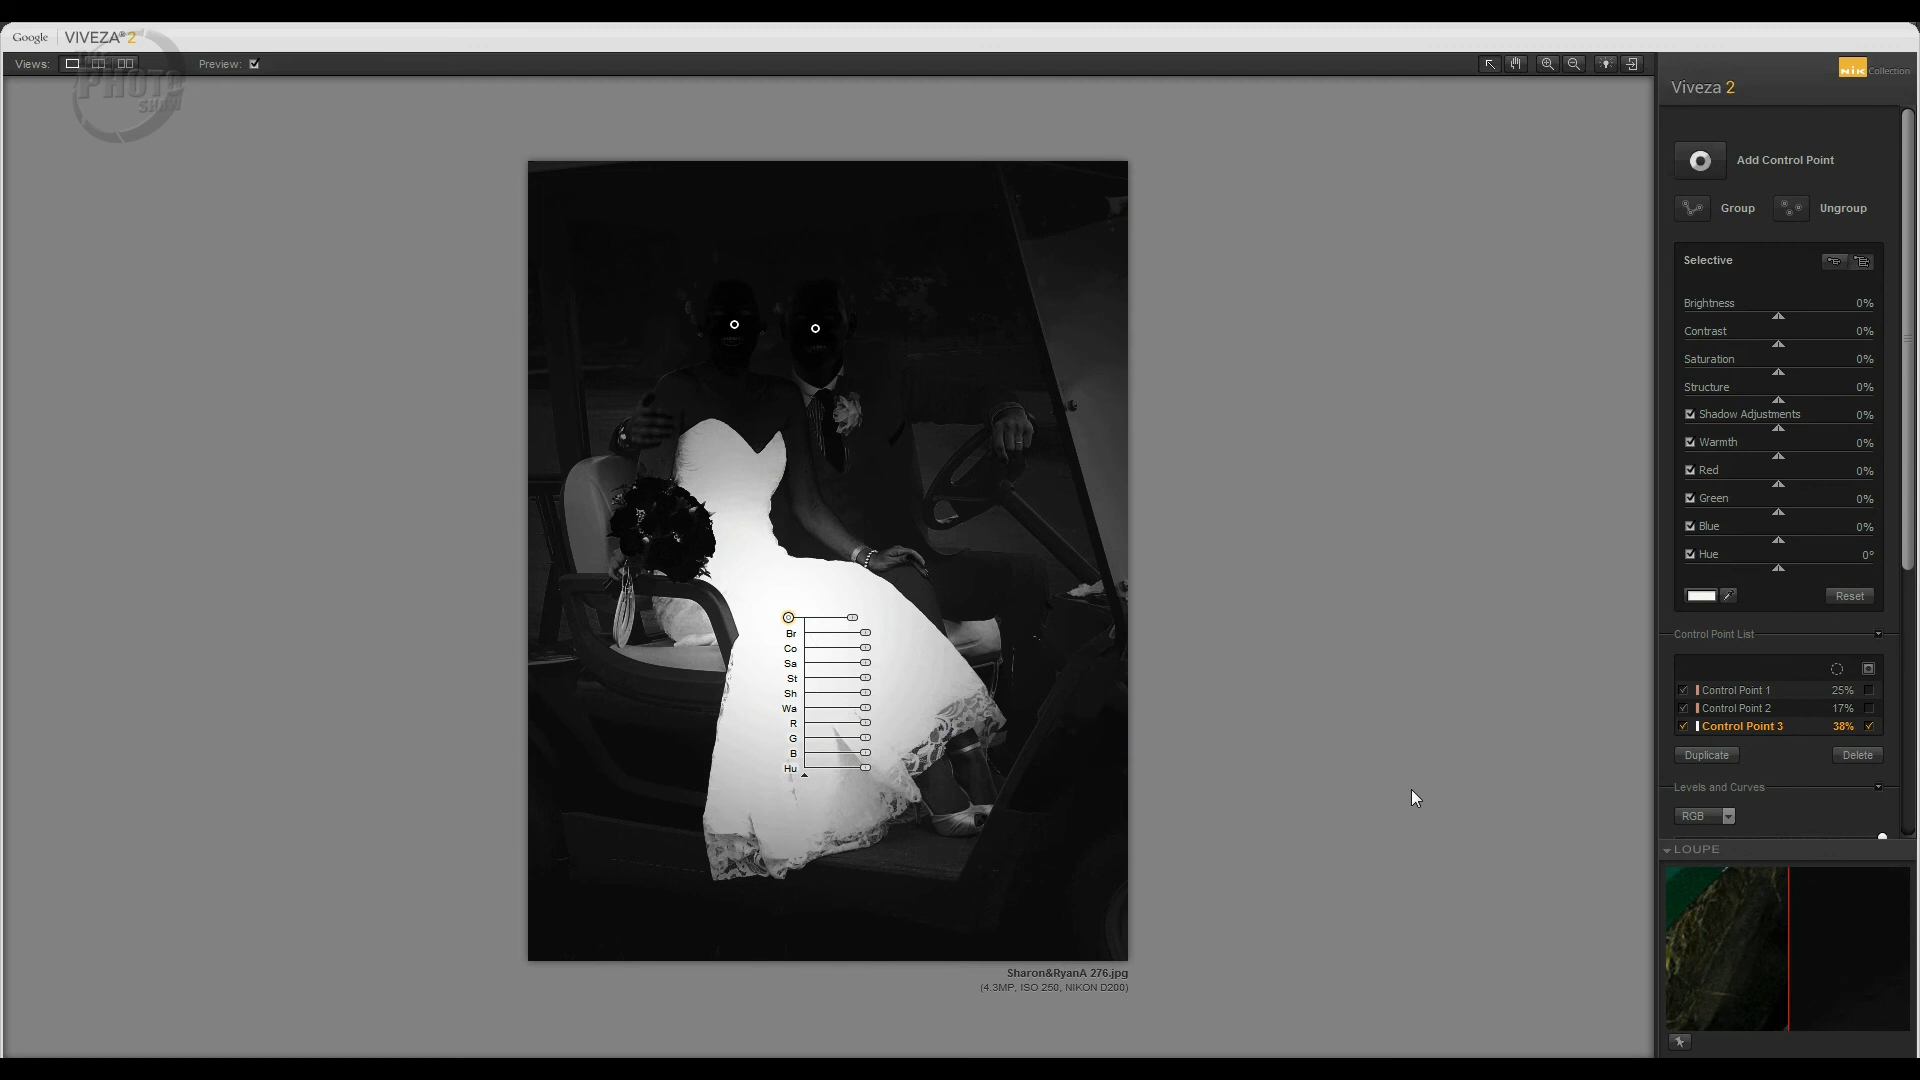 Google VIVEZA® 2
Views:
Preview:
PHOTO
SHOW
Nik Collection
Viveza 2
Add Control Point
Group
Ungroup
Selective
Brightness 0%
Contrast 0%
Saturation 0%
Structure 0%
Shadow Adjustments 0%
Warmth 0%
Red 0%
Green 0%
Blue 0%
Hue 0°
Reset
Br
Co
Sa
St
Sh
Wa
R
G
B
Hu
Control Point List
Control Point 1 25%
Control Point 2 17%
Control Point 3 38%
Duplicate
Delete
Levels and Curves
RGB
LOUPE
Sharon&RyanA 276.jpg
(4.3MP, ISO 250, NIKON D200)